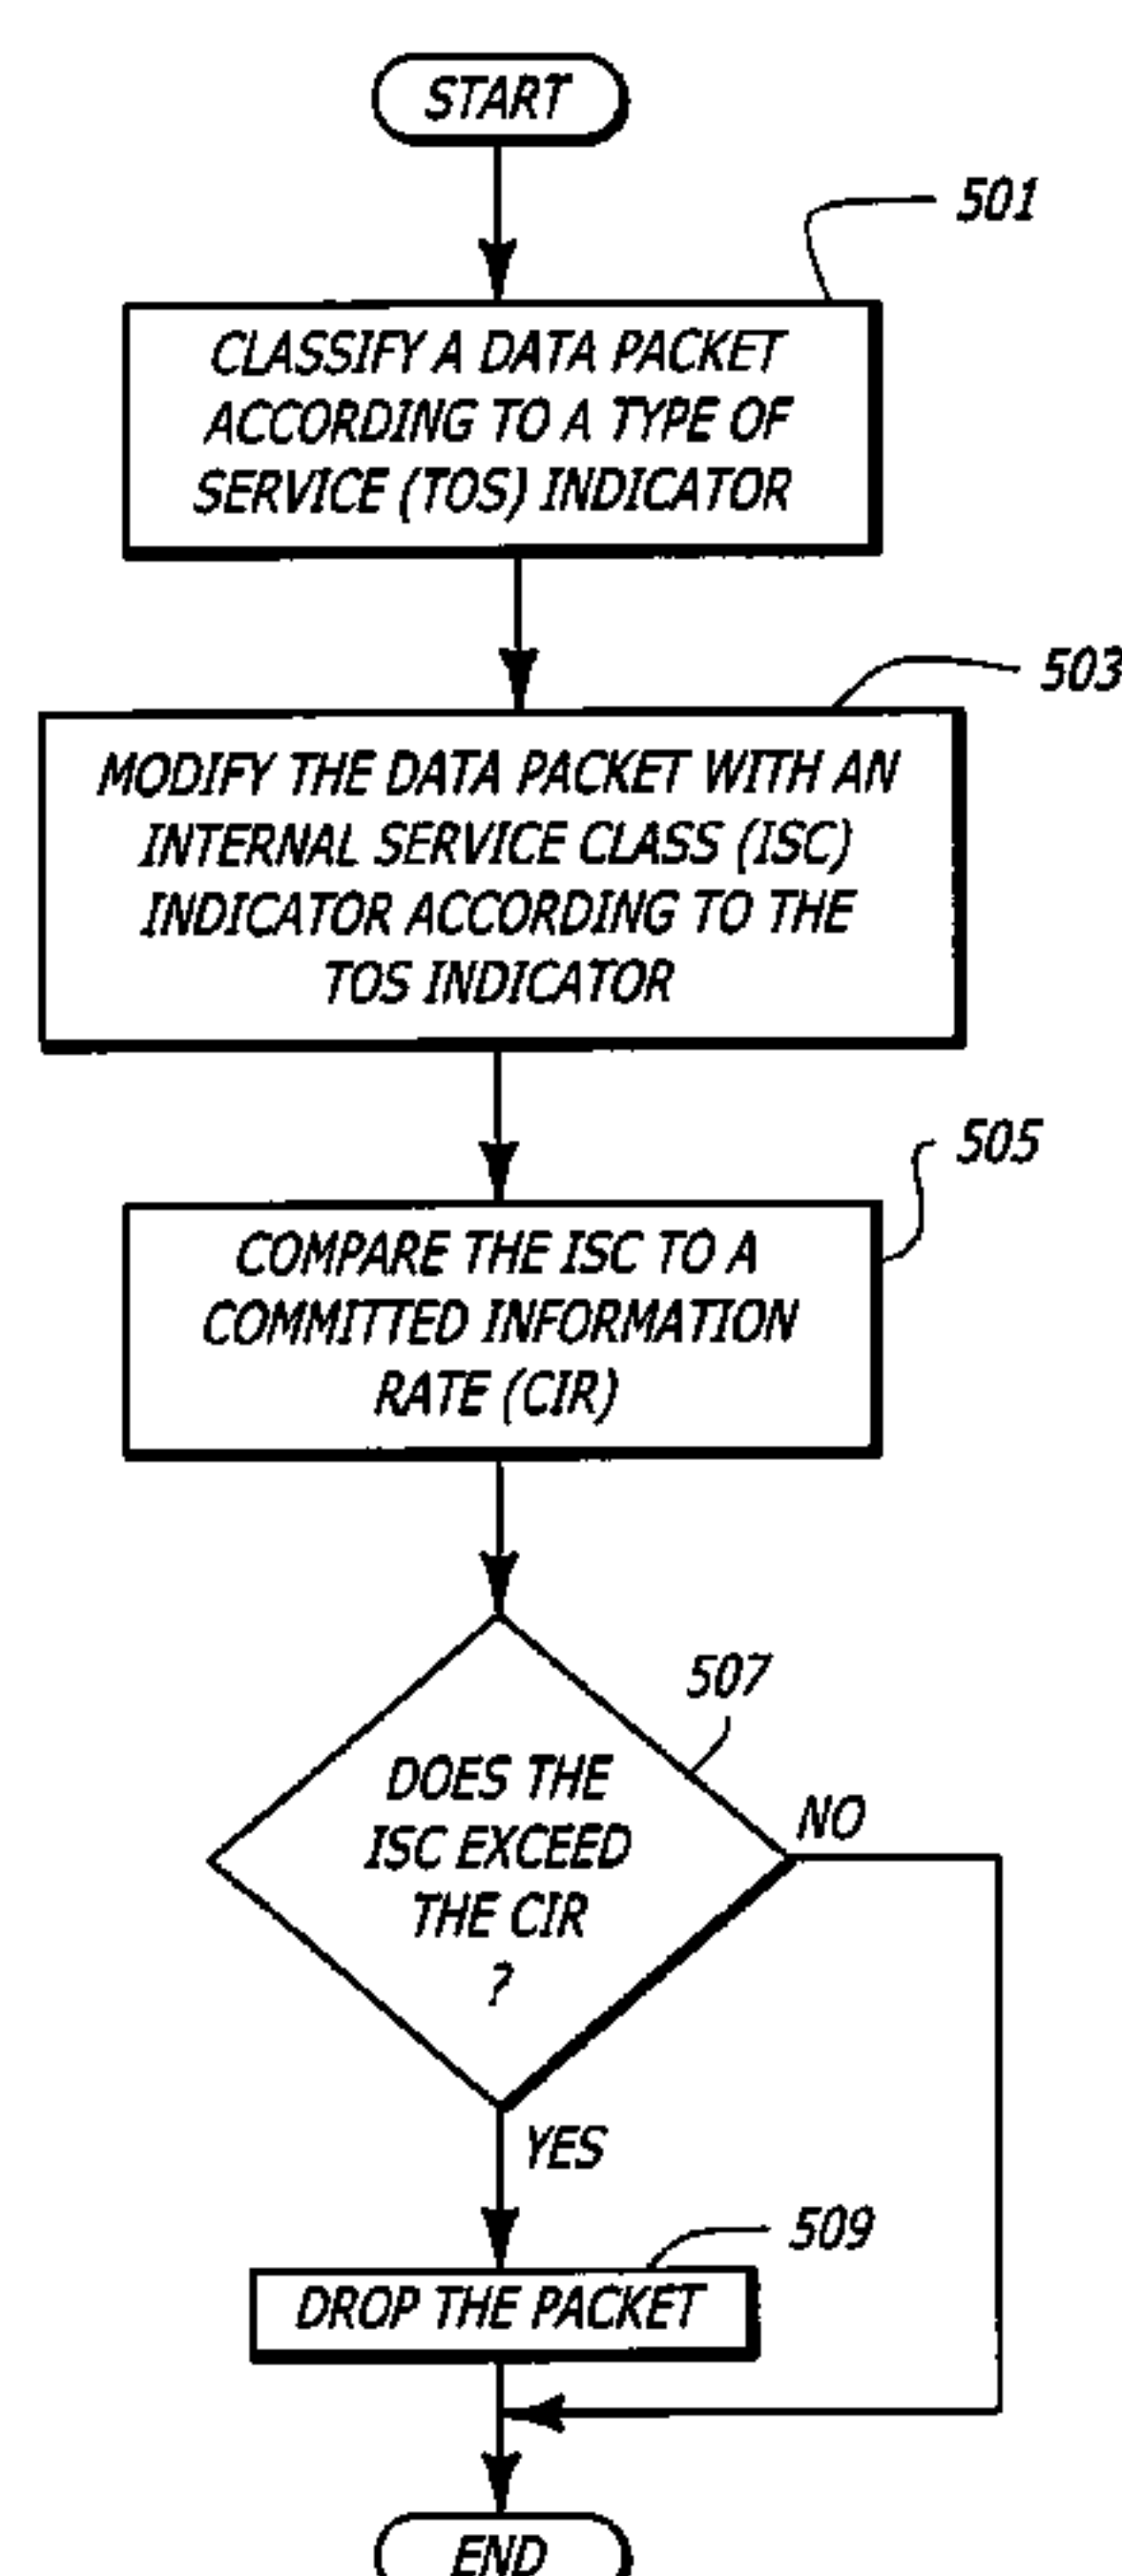 START
501
CLASSIFY A DATA PACKET
ACCORDING TO A TYPE OF
SERVICE (TOS) INDICATOR
503
MODIFY THE DATA PACKET WITH AN
INTERNAL SERVICE CLASS (ISC)
INDICATOR ACCORDING TO THE
TOS INDICATOR
505
COMPARE THE ISC TO A
COMMITTED INFORMATION
RATE (CIR)
507
DOES THE
ISC EXCEED
THE CIR
?
NO
YES
509
DROP THE PACKET
END